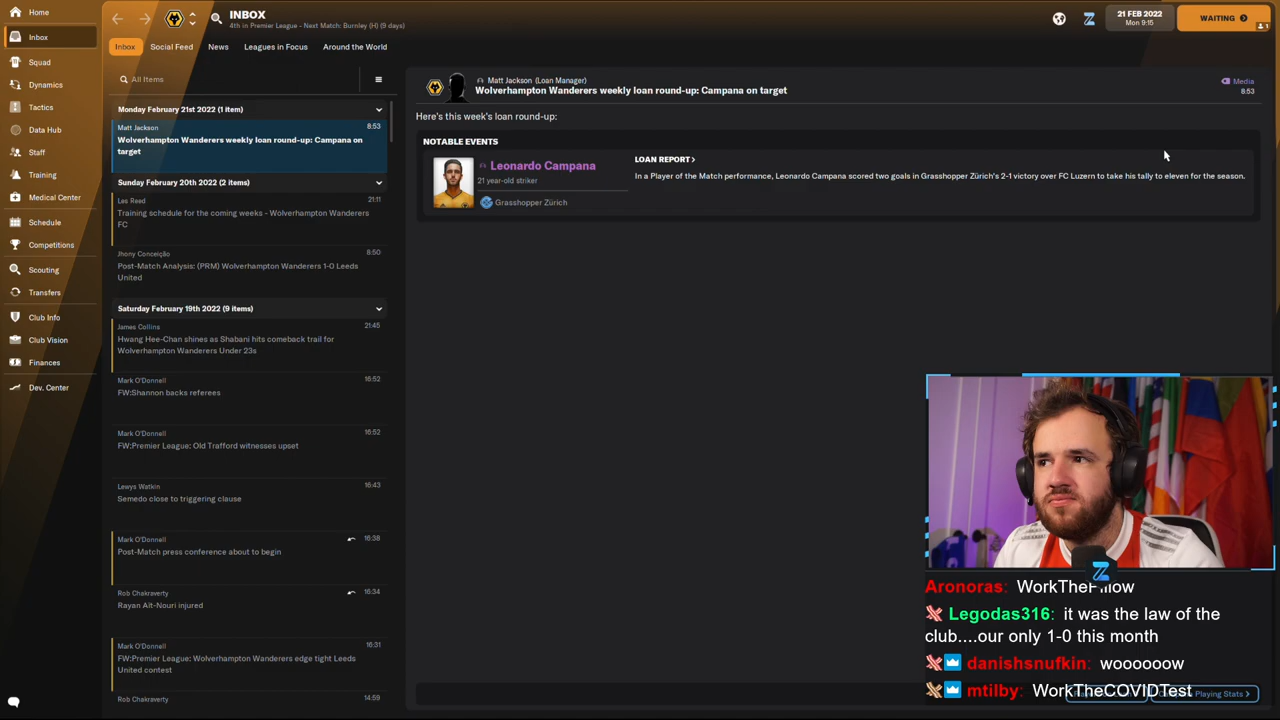 Home
Inbox
Squad
Dynamics
Tactics
Data Hub
Staff
Training
Medical Center
Schedule
Competitions
Scouting
Transfers
Club Info
Club Vision
Finances
Dev. Center
INBOX
4th in Premier League - Next Match: Burnley (H) (9 days)
21 FEB 2022
Mon 9:15
WAITING
1
Inbox
Social Feed
News
Leagues in Focus
Around the World
All Items
Monday February 21st 2022 (1 item)
Matt Jackson
8:53
Wolverhampton Wanderers weekly loan round-up: Campana on
target
Sunday February 20th 2022 (2 items)
Les Reed
21:11
Training schedule for the coming weeks - Wolverhampton Wanderers
FC
Jhony Conceição
8:50
Post-Match Analysis: (PRM) Wolverhampton Wanderers 1-0 Leeds
United
Saturday February 19th 2022 (9 items)
James Collins
21:45
Hwang Hee-Chan shines as Shabani hits comeback trail for
Wolverhampton Wanderers Under 23s
Mark O'Donnell
16:52
FW:Shannon backs referees
Mark O'Donnell
16:52
FW:Premier League: Old Trafford witnesses upset
Lewys Watkin
16:43
Semedo close to triggering clause
Mark O'Donnell
16:38
Post-Match press conference about to begin
Rob Chakraverty
16:34
Rayan Aït-Nouri injured
Mark O'Donnell
16:31
FW:Premier League: Wolverhampton Wanderers edge tight Leeds
United contest
Rob Chakraverty
14:59
Matt Jackson (Loan Manager)
Wolverhampton Wanderers weekly loan round-up: Campana on target
Media
8:53
Here's this week's loan round-up:
NOTABLE EVENTS
Leonardo Campana
21 year-old striker
Grasshopper Zürich
LOAN REPORT >
In a Player of the Match performance, Leonardo Campana scored two goals in Grasshopper Zürich's 2-1 victory over FC Luzern to take his tally to eleven for the season.
Aronoras: WorkThePillow
Legodas316: it was the law of the
club....our only 1-0 this month
danishsnufkin: woooooow
mtilby: WorkTheCOVIDTest
Playing Stats >